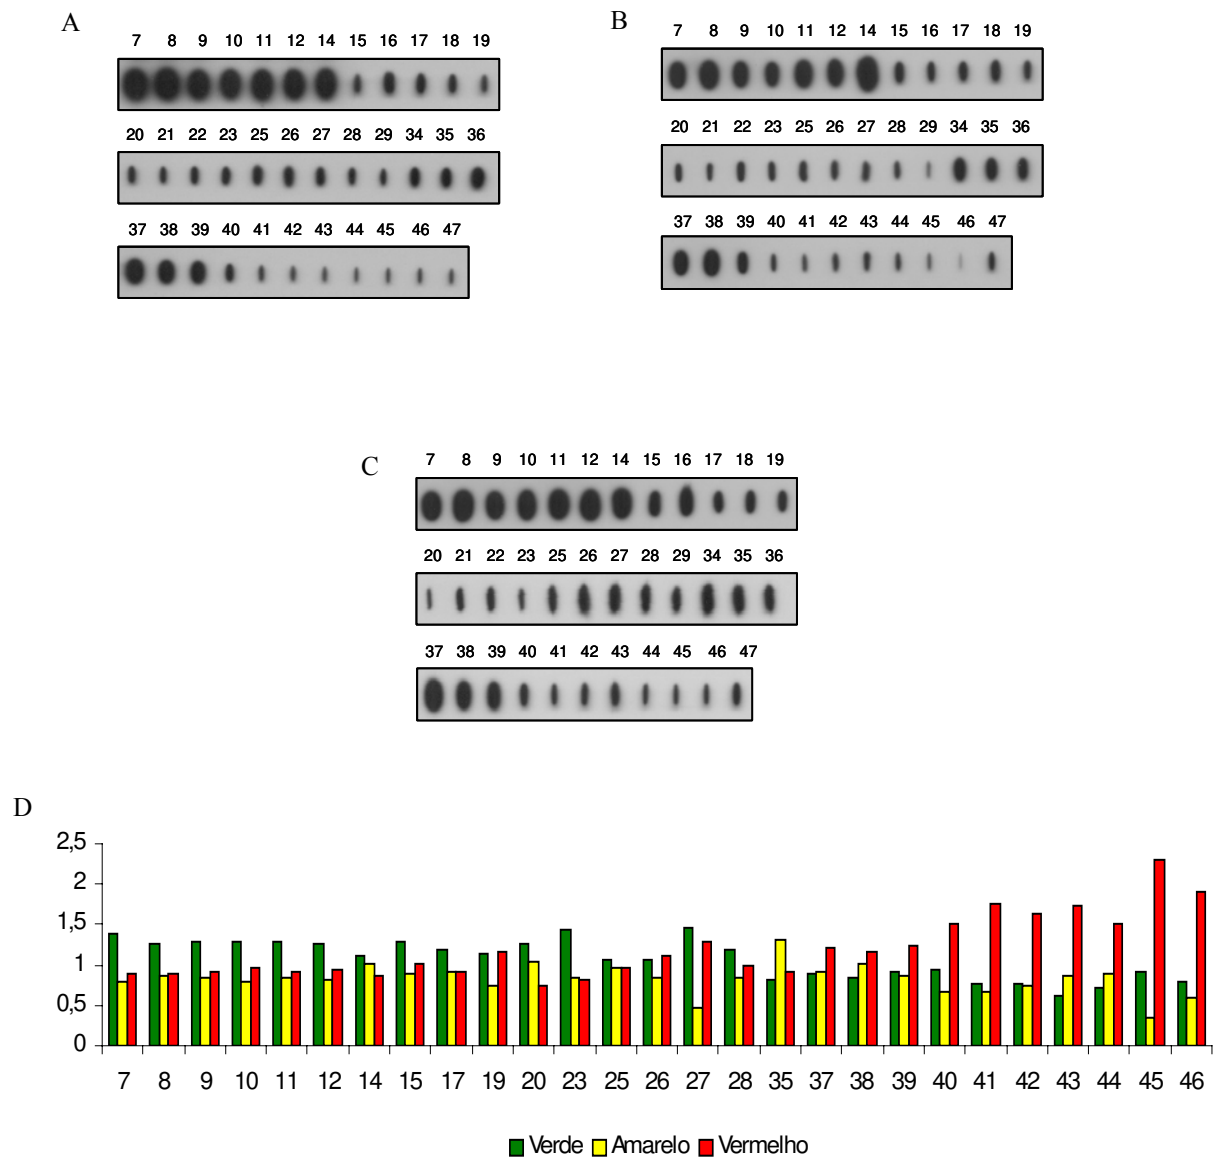 A
7 8 9 10 11 12 14 15 16 17 18 19
20 21 22 23 25 26 27 28 29 34 35 36
37 38 39 40 41 42 43 44 45 46 47
B
7 8 9 10 11 12 14 15 16 17 18 19
20 21 22 23 25 26 27 28 29 34 35 36
37 38 39 40 41 42 43 44 45 46 47
C
7 8 9 10 11 12 14 15 16 17 18 19
20 21 22 23 25 26 27 28 29 34 35 36
37 38 39 40 41 42 43 44 45 46 47
D
2,5
2
1,5
1
0,5
0
7 8 9 10 11 12 14 15 17 19 20 23 25 26 27 28 35 37 38 39 40 41 42 43 44 45 46
Verde Amarelo Vermelho